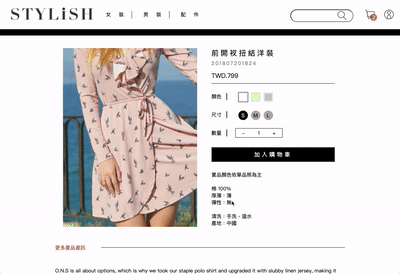 STYLiSH
女裝 | 男裝 | 配件
2
前開衩扭結洋裝
201807201824
TWD.799
顏色
尺寸 S M L
數量 − 1 +
加入購物車
實品顏色依單品照為主
棉 100%
厚薄：薄
彈性：無
清洗：手洗，溫水
產地：中國
更多產品資訊
O.N.S is all about options, which is why we took our staple polo shirt and upgraded it with slubby linen jersey, making it